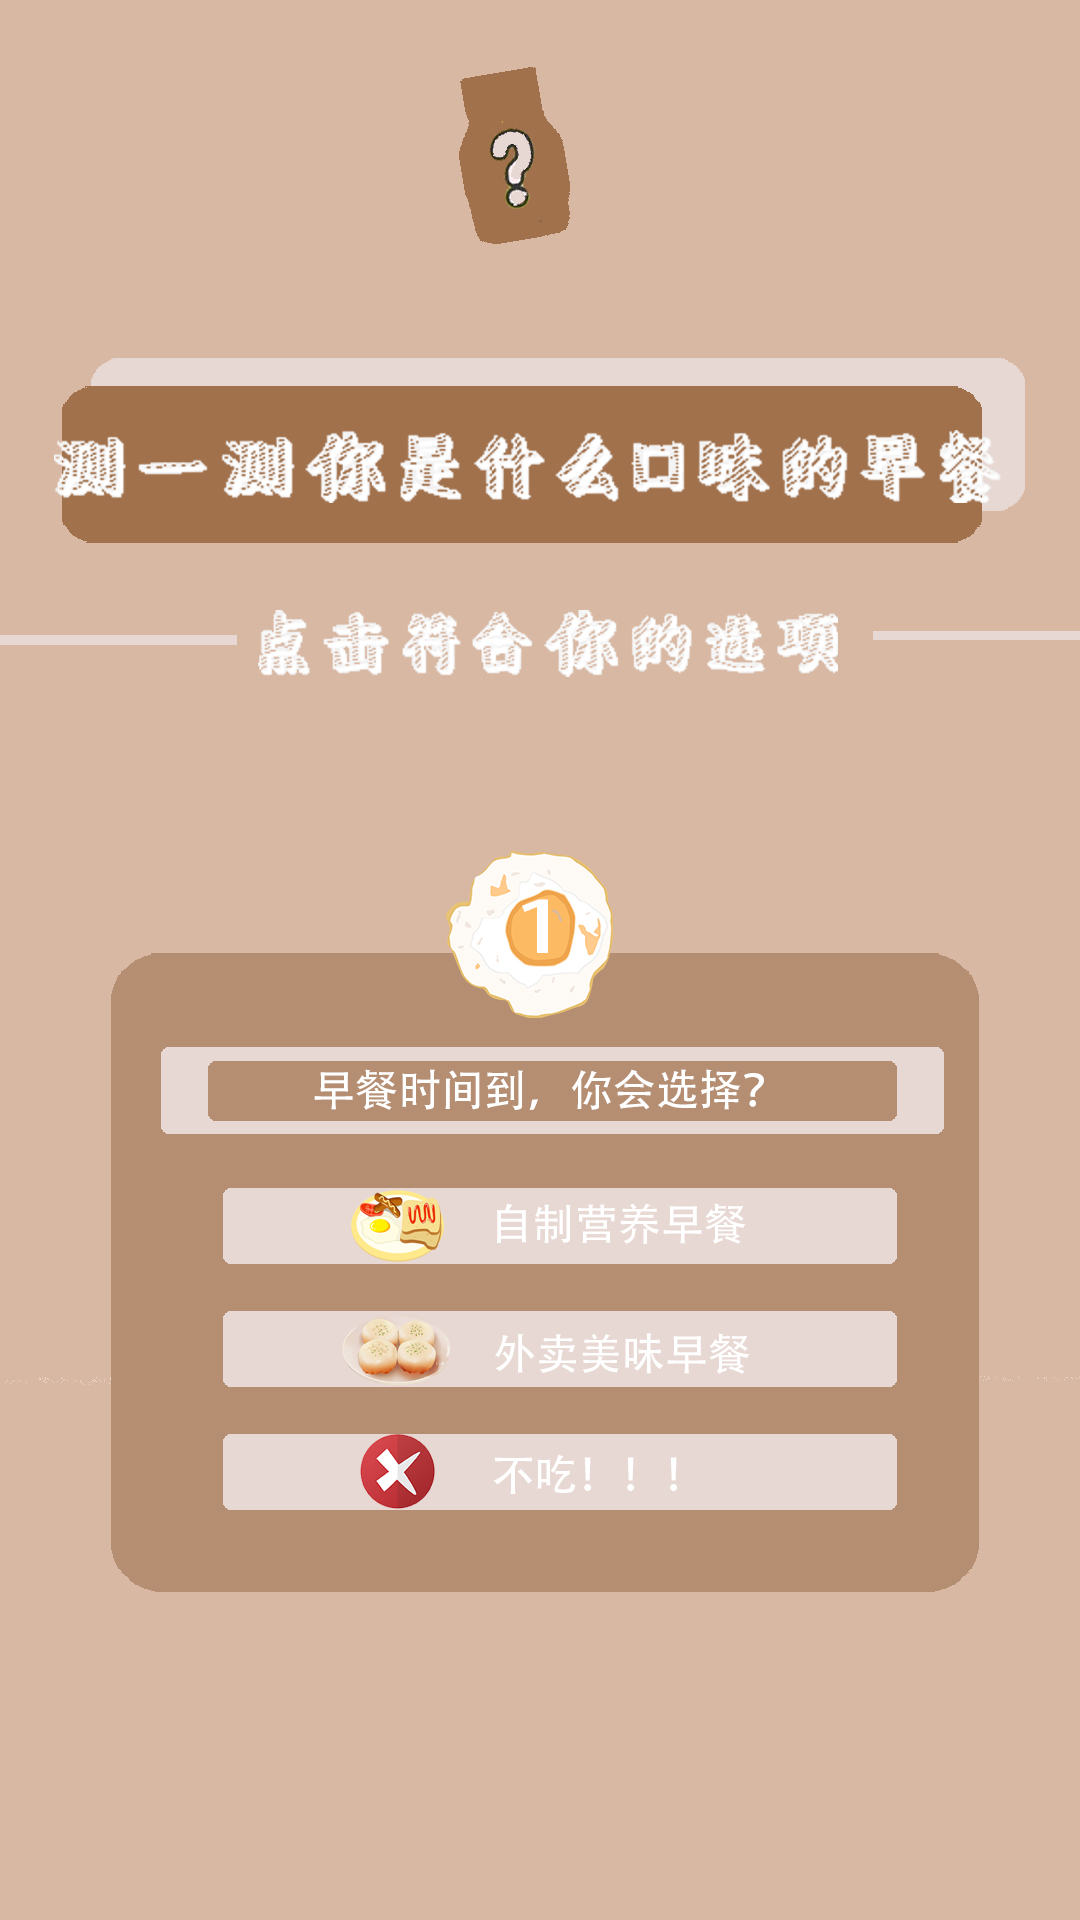 ?
测一测你是什么口味的早餐
点击符合你的选项
1
早餐时间到，你会选择？
自制营养早餐
外卖美味早餐
不吃！！！